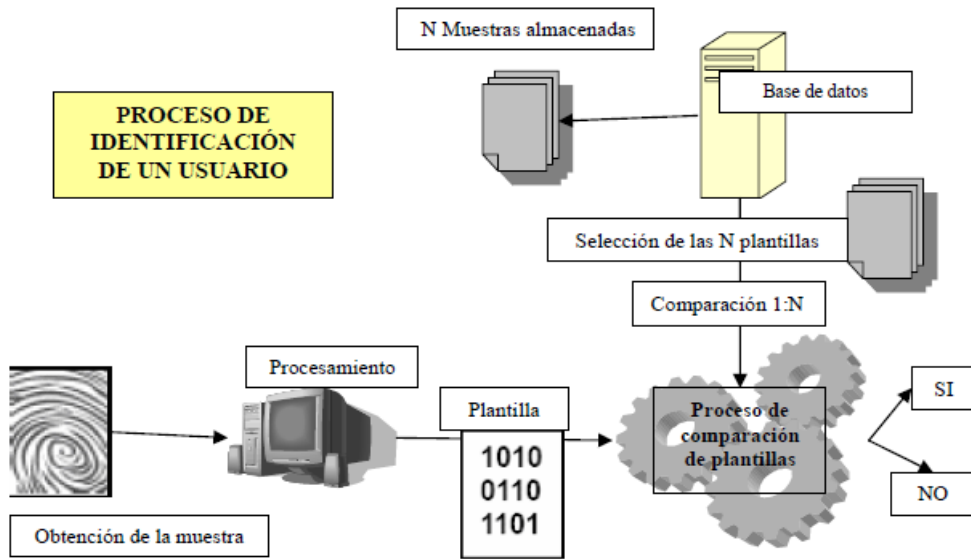 N Muestras almacenadas
Base de datos
PROCESO DE
IDENTIFICACIÓN
DE UN USUARIO
Selección de las N plantillas
Comparación 1:N
Procesamiento
Plantilla
1010
0110
1101
Proceso de
comparación
de plantillas
SI
NO
Obtención de la muestra